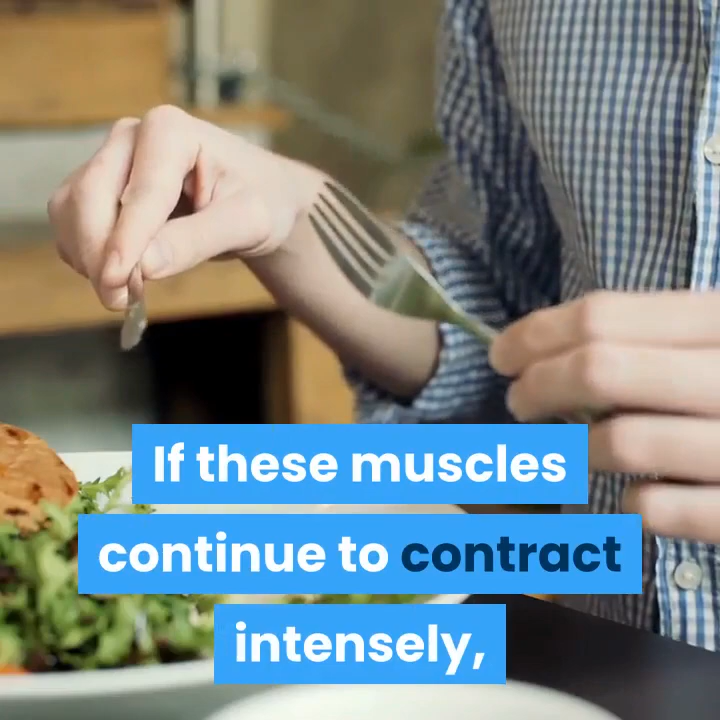 If these muscles
continue to contract
intensely,